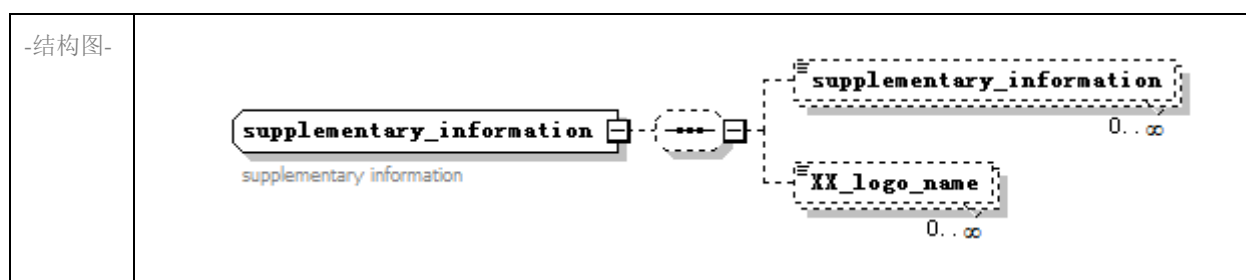 -结构图-
supplementary_information
0..∞
supplementary_information
supplementary information
XX_logo_name
0..∞